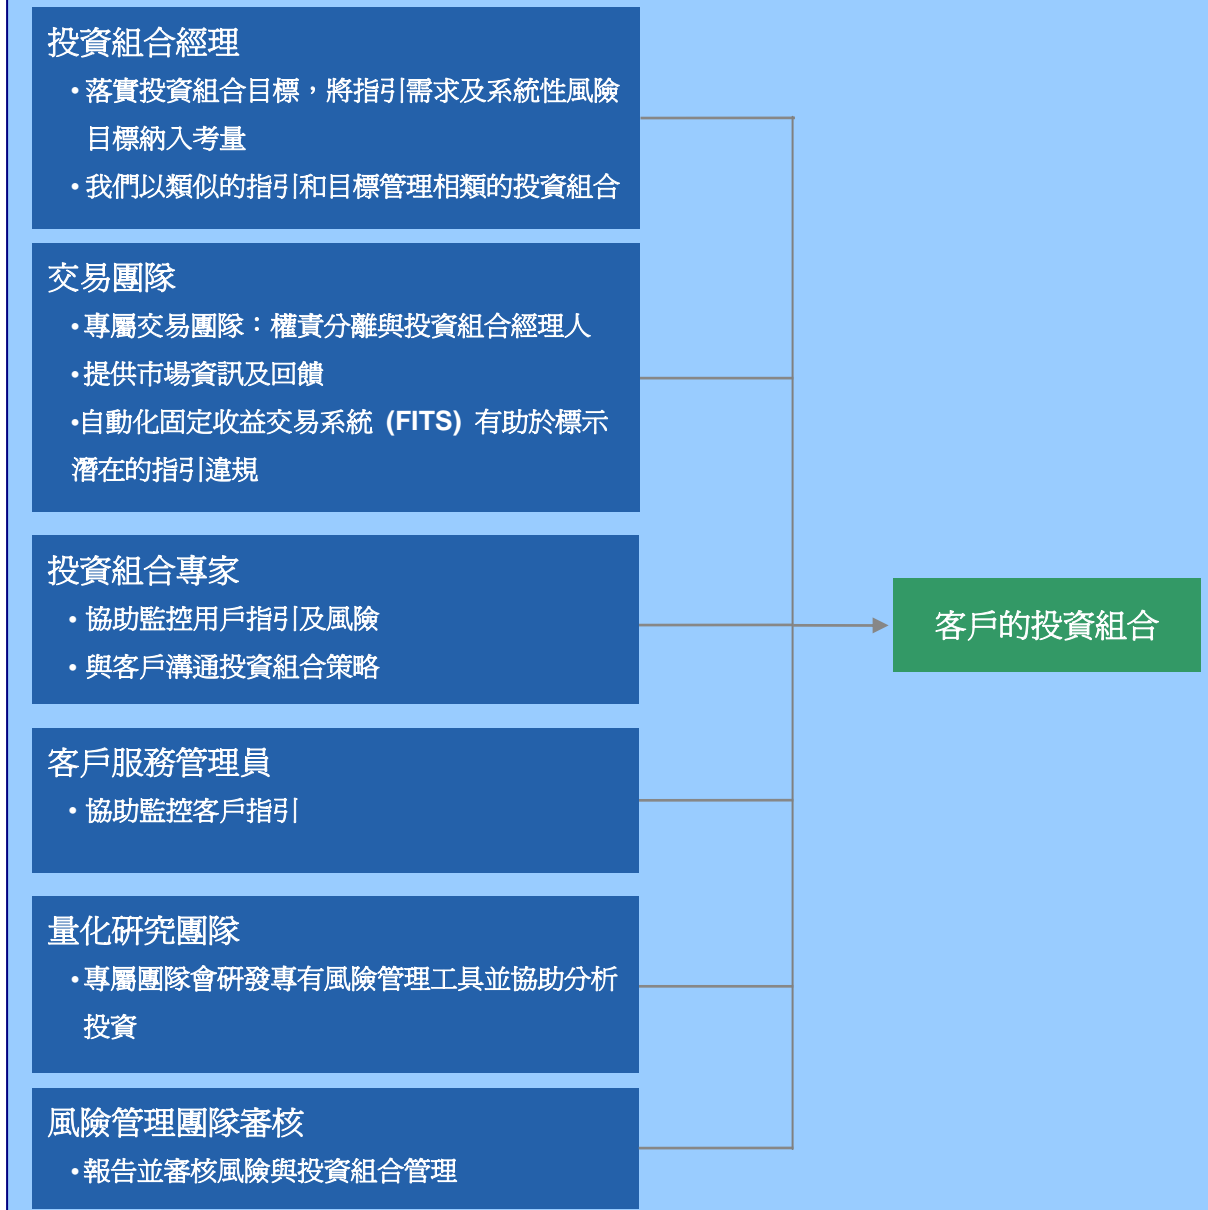 投資組合經理
•落實投資組合目標，將指引需求及系統性風險
目標納入考量
•我們以類似的指引和目標管理相類的投資組合
交易團隊
•專屬交易團隊：權責分離與投資組合經理人
•提供市場資訊及回饋
•自動化固定收益交易系統 (FITS) 有助於標示
潛在的指引違規
投資組合專家
• 協助監控用戶指引及風險
• 與客戶溝通投資組合策略
客戶服務管理員
• 協助監控客戶指引
量化研究團隊
•專屬團隊會研發專有風險管理工具並協助分析
投資
風險管理團隊審核
•報告並審核風險與投資組合管理
客戶的投資組合